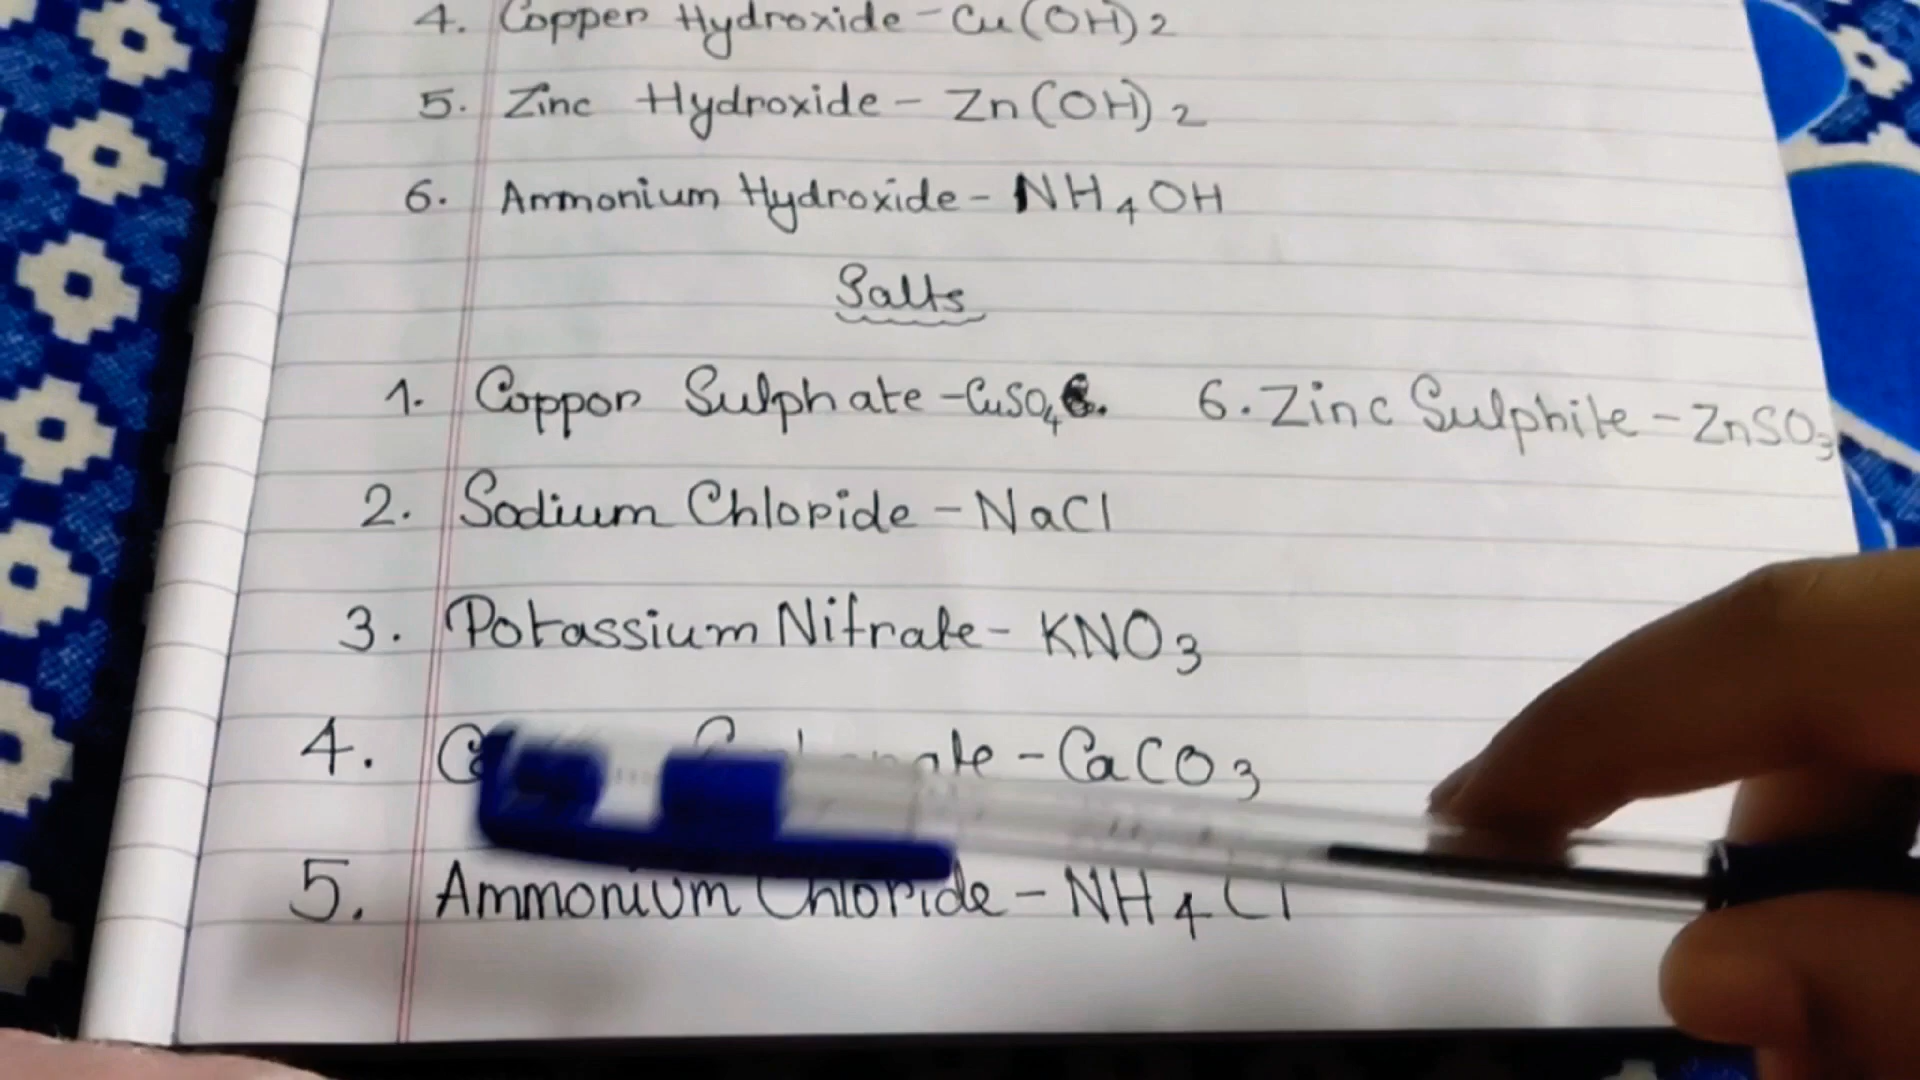 4. Copper Hydroxide - Cu(OH)2
5. Zinc Hydroxide - Zn(OH)2
6. Ammonium Hydroxide - NH4OH
Salts
1. Copper Sulphate - CuSO4 6. Zinc Sulphite - ZnSO3
2. Sodium Chloride - NaCl
3. Potassium Nitrate - KNO3
4. - CaCO3
5. Ammonium Chloride - NH4Cl